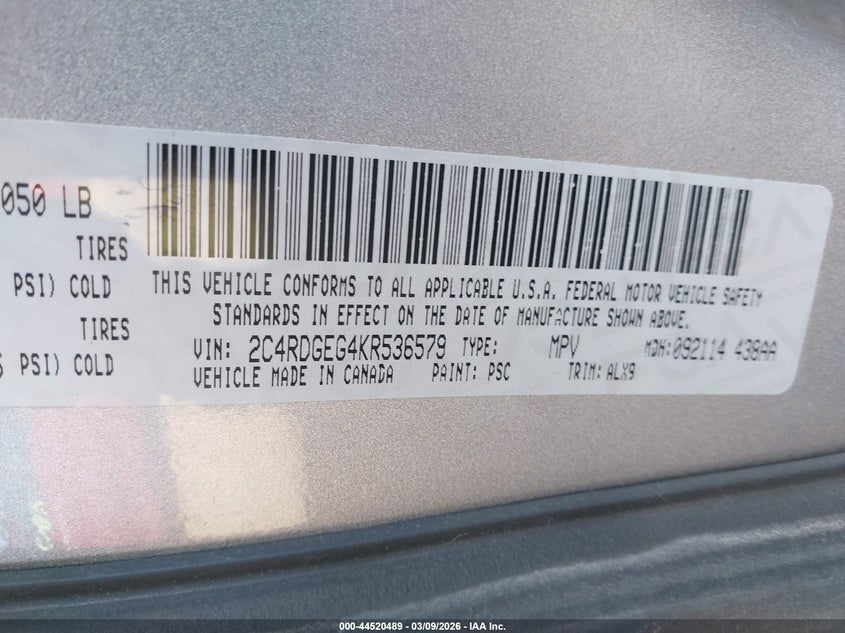 050 LB
TIRES
PSI) COLD
TIRES
PSI) COLD
THIS VEHICLE CONFORMS TO ALL APPLICABLE U.S.A. FEDERAL MOTOR VEHICLE SAFETY
STANDARDS IN EFFECT ON THE DATE OF MANUFACTURE SHOWN ABOVE.
VIN: 2C4RDGEG4KR536579 TYPE: MPV MDH: 092114 438AA
VEHICLE MADE IN CANADA PAINT: PSC TRIM: ALX9
000-44520489 - 03/09/2026 - IAA Inc.